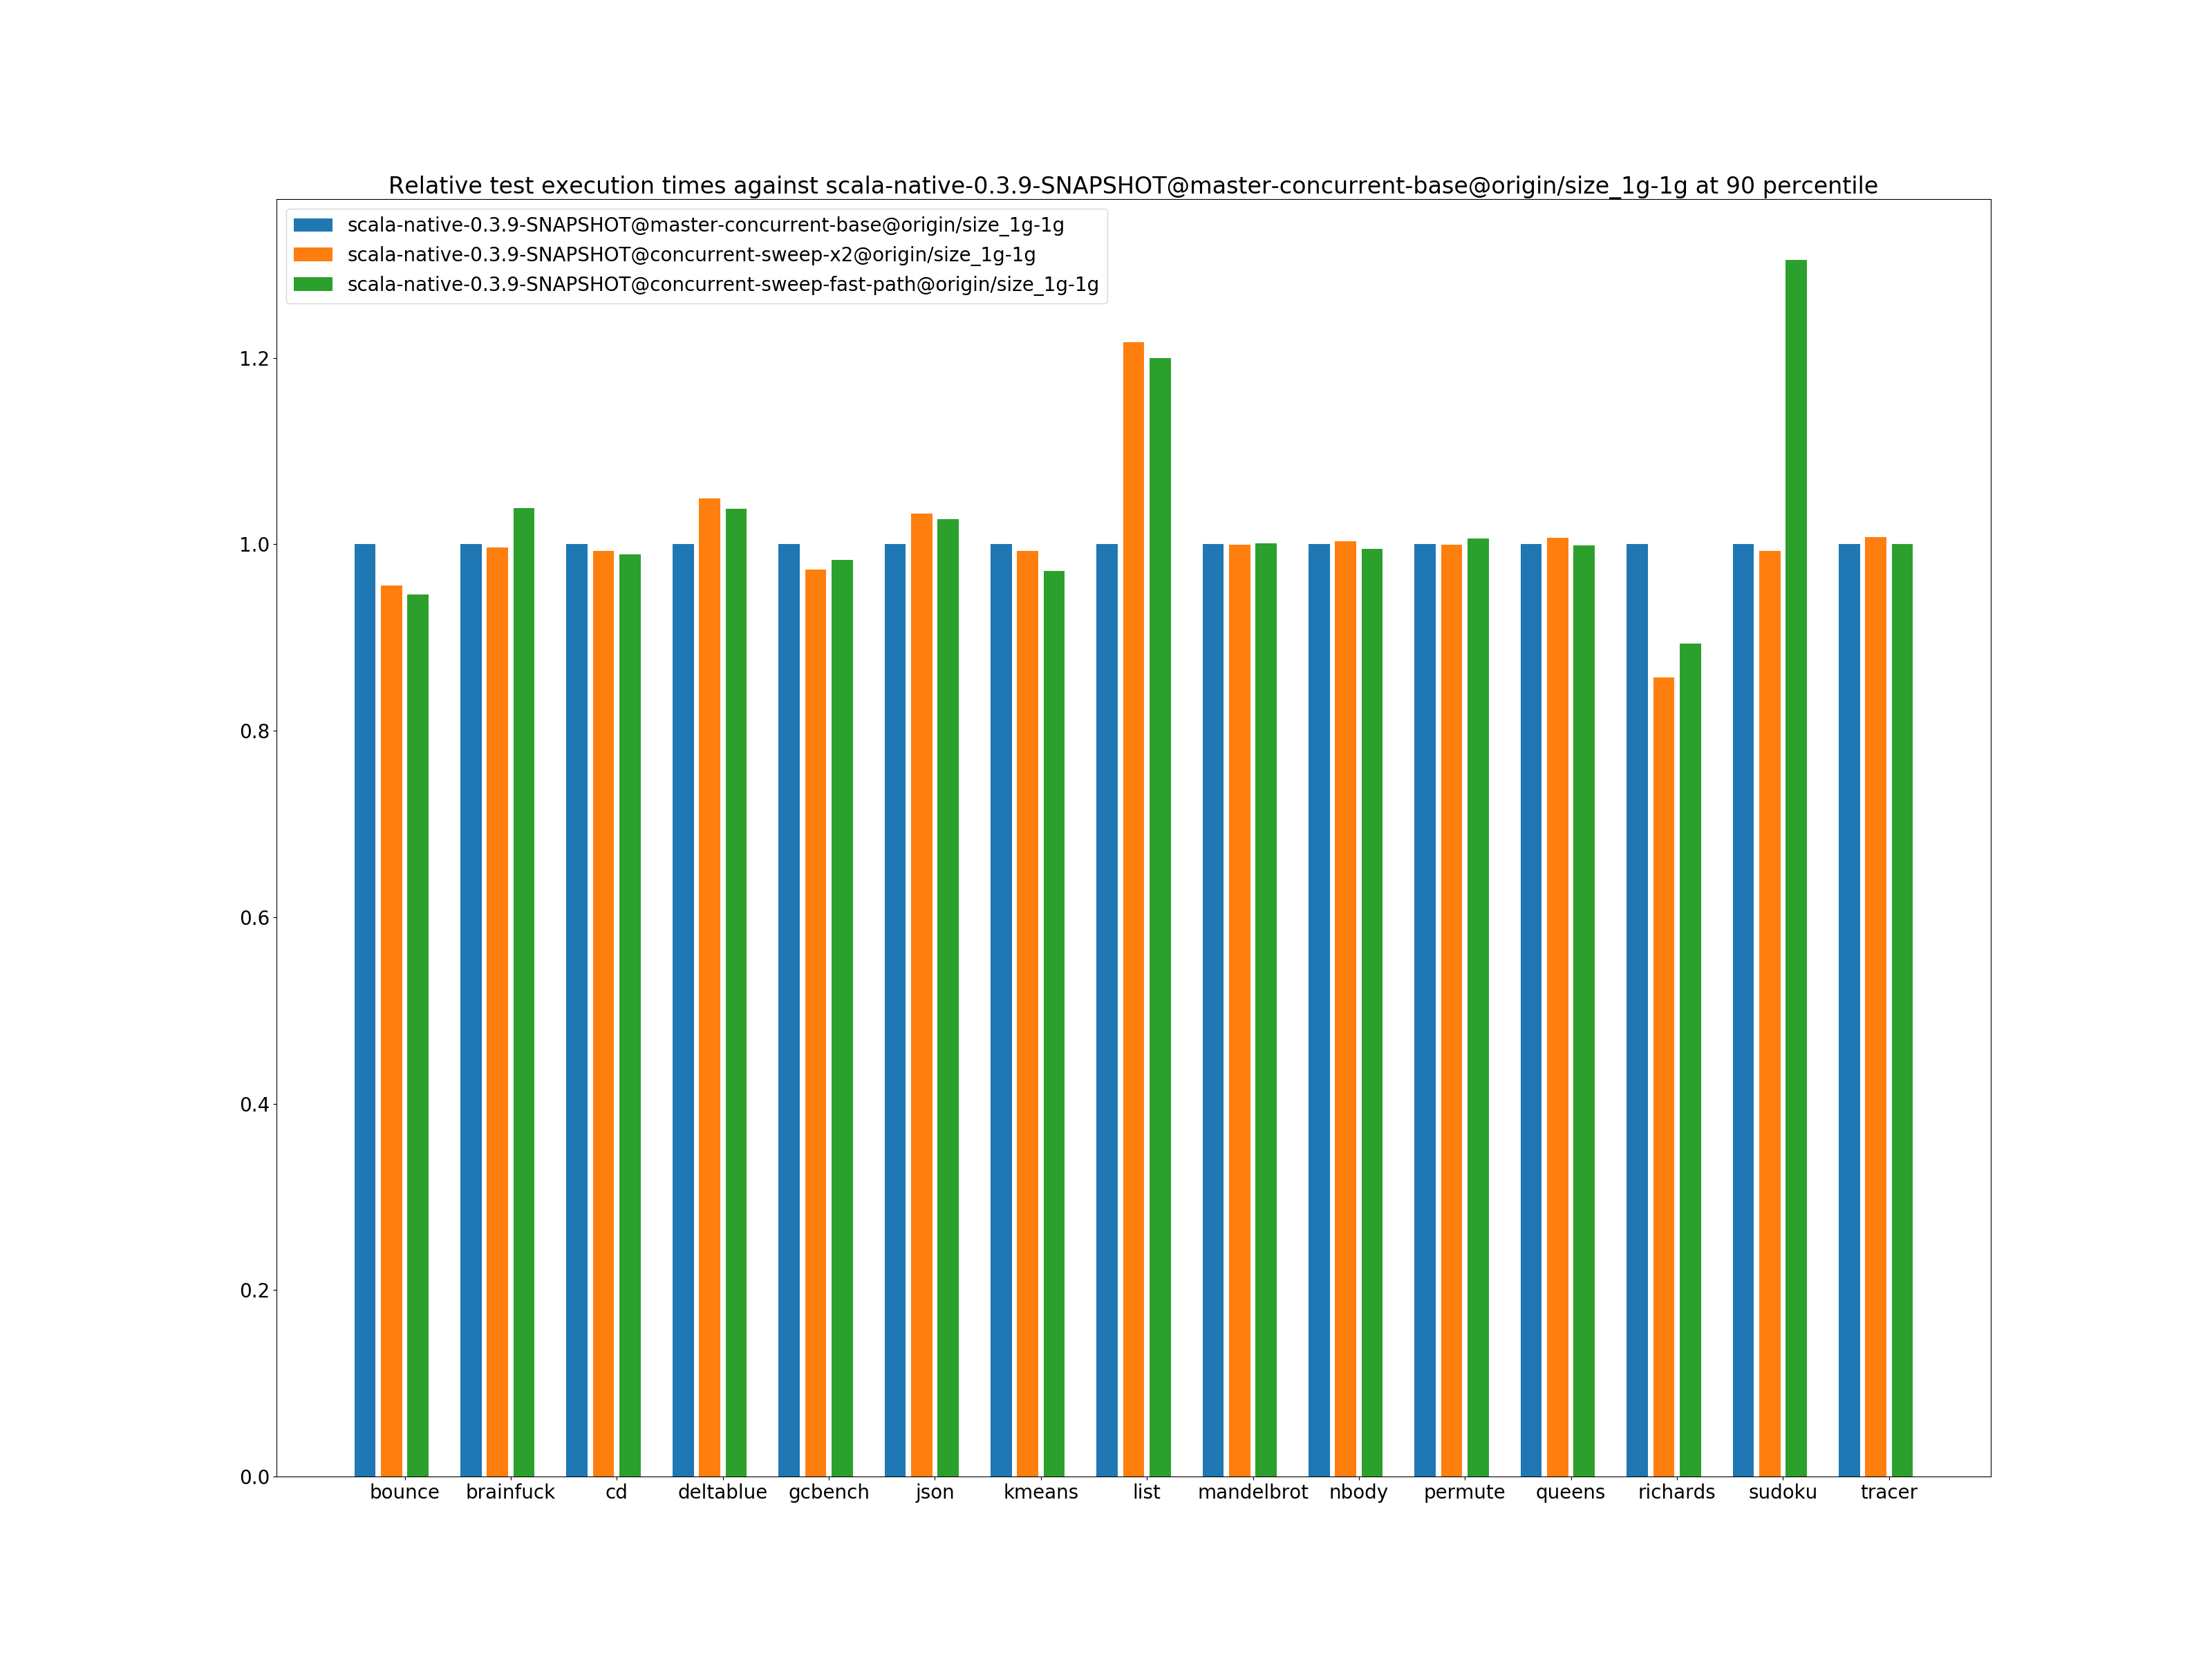 Relative test execution times against scala-native-0.3.9-SNAPSHOT@master-concurrent-base@origin/size_1g-1g at 90 percentile
scala-native-0.3.9-SNAPSHOT@master-concurrent-base@origin/size_1g-1g
scala-native-0.3.9-SNAPSHOT@concurrent-sweep-x2@origin/size_1g-1g
scala-native-0.3.9-SNAPSHOT@concurrent-sweep-fast-path@origin/size_1g-1g
1.2
1.0
0.8
0.6
0.4
0.2
0.0
bounce brainfuck cd deltablue gcbench json kmeans list mandelbrot nbody permute queens richards sudoku tracer